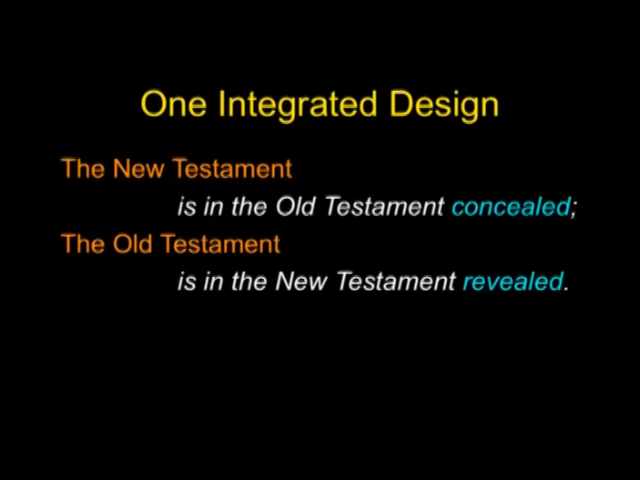 One Integrated Design
The New Testament
is in the Old Testament concealed;
The Old Testament
is in the New Testament revealed.